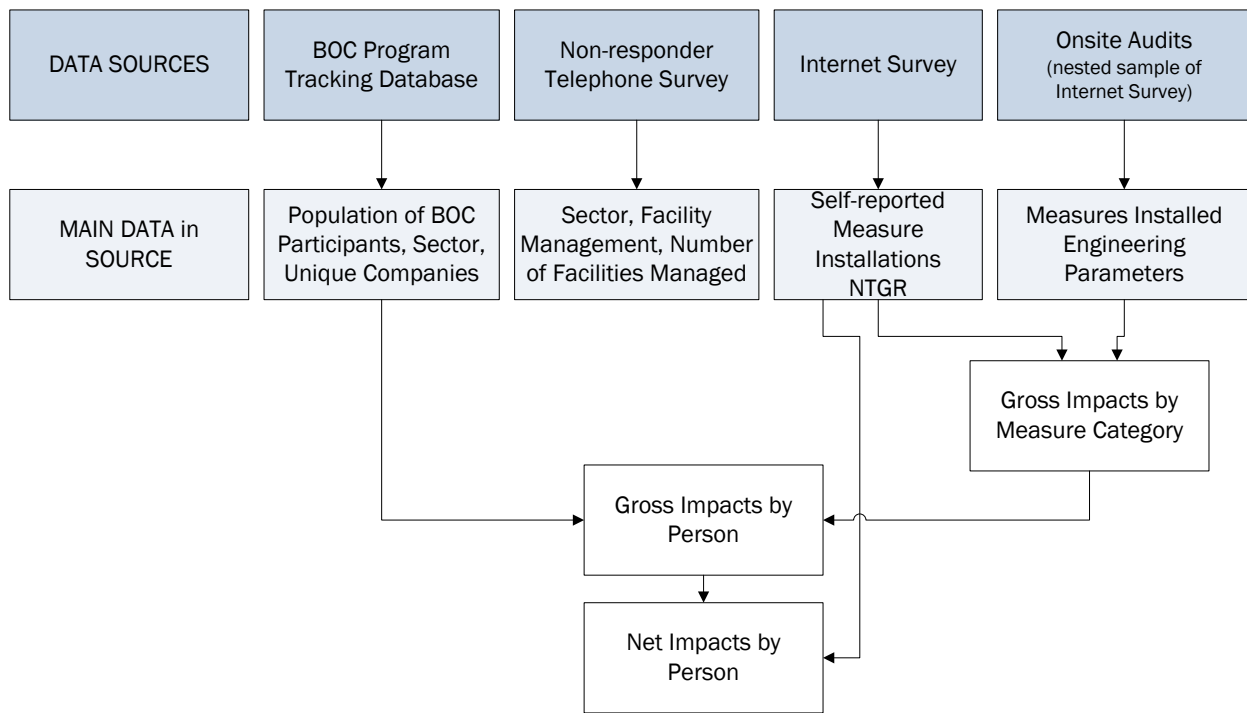 DATA SOURCES
BOC Program
Tracking Database
Non-responder
Telephone Survey
Internet Survey
Onsite Audits
(nested sample of
Internet Survey)
MAIN DATA in
SOURCE
Population of BOC
Participants, Sector,
Unique Companies
Sector, Facility
Management, Number
of Facilities Managed
Self-reported
Measure
Installations
NTGR
Measures Installed
Engineering
Parameters
Gross Impacts by
Measure Category
Gross Impacts by
Person
Net Impacts by
Person